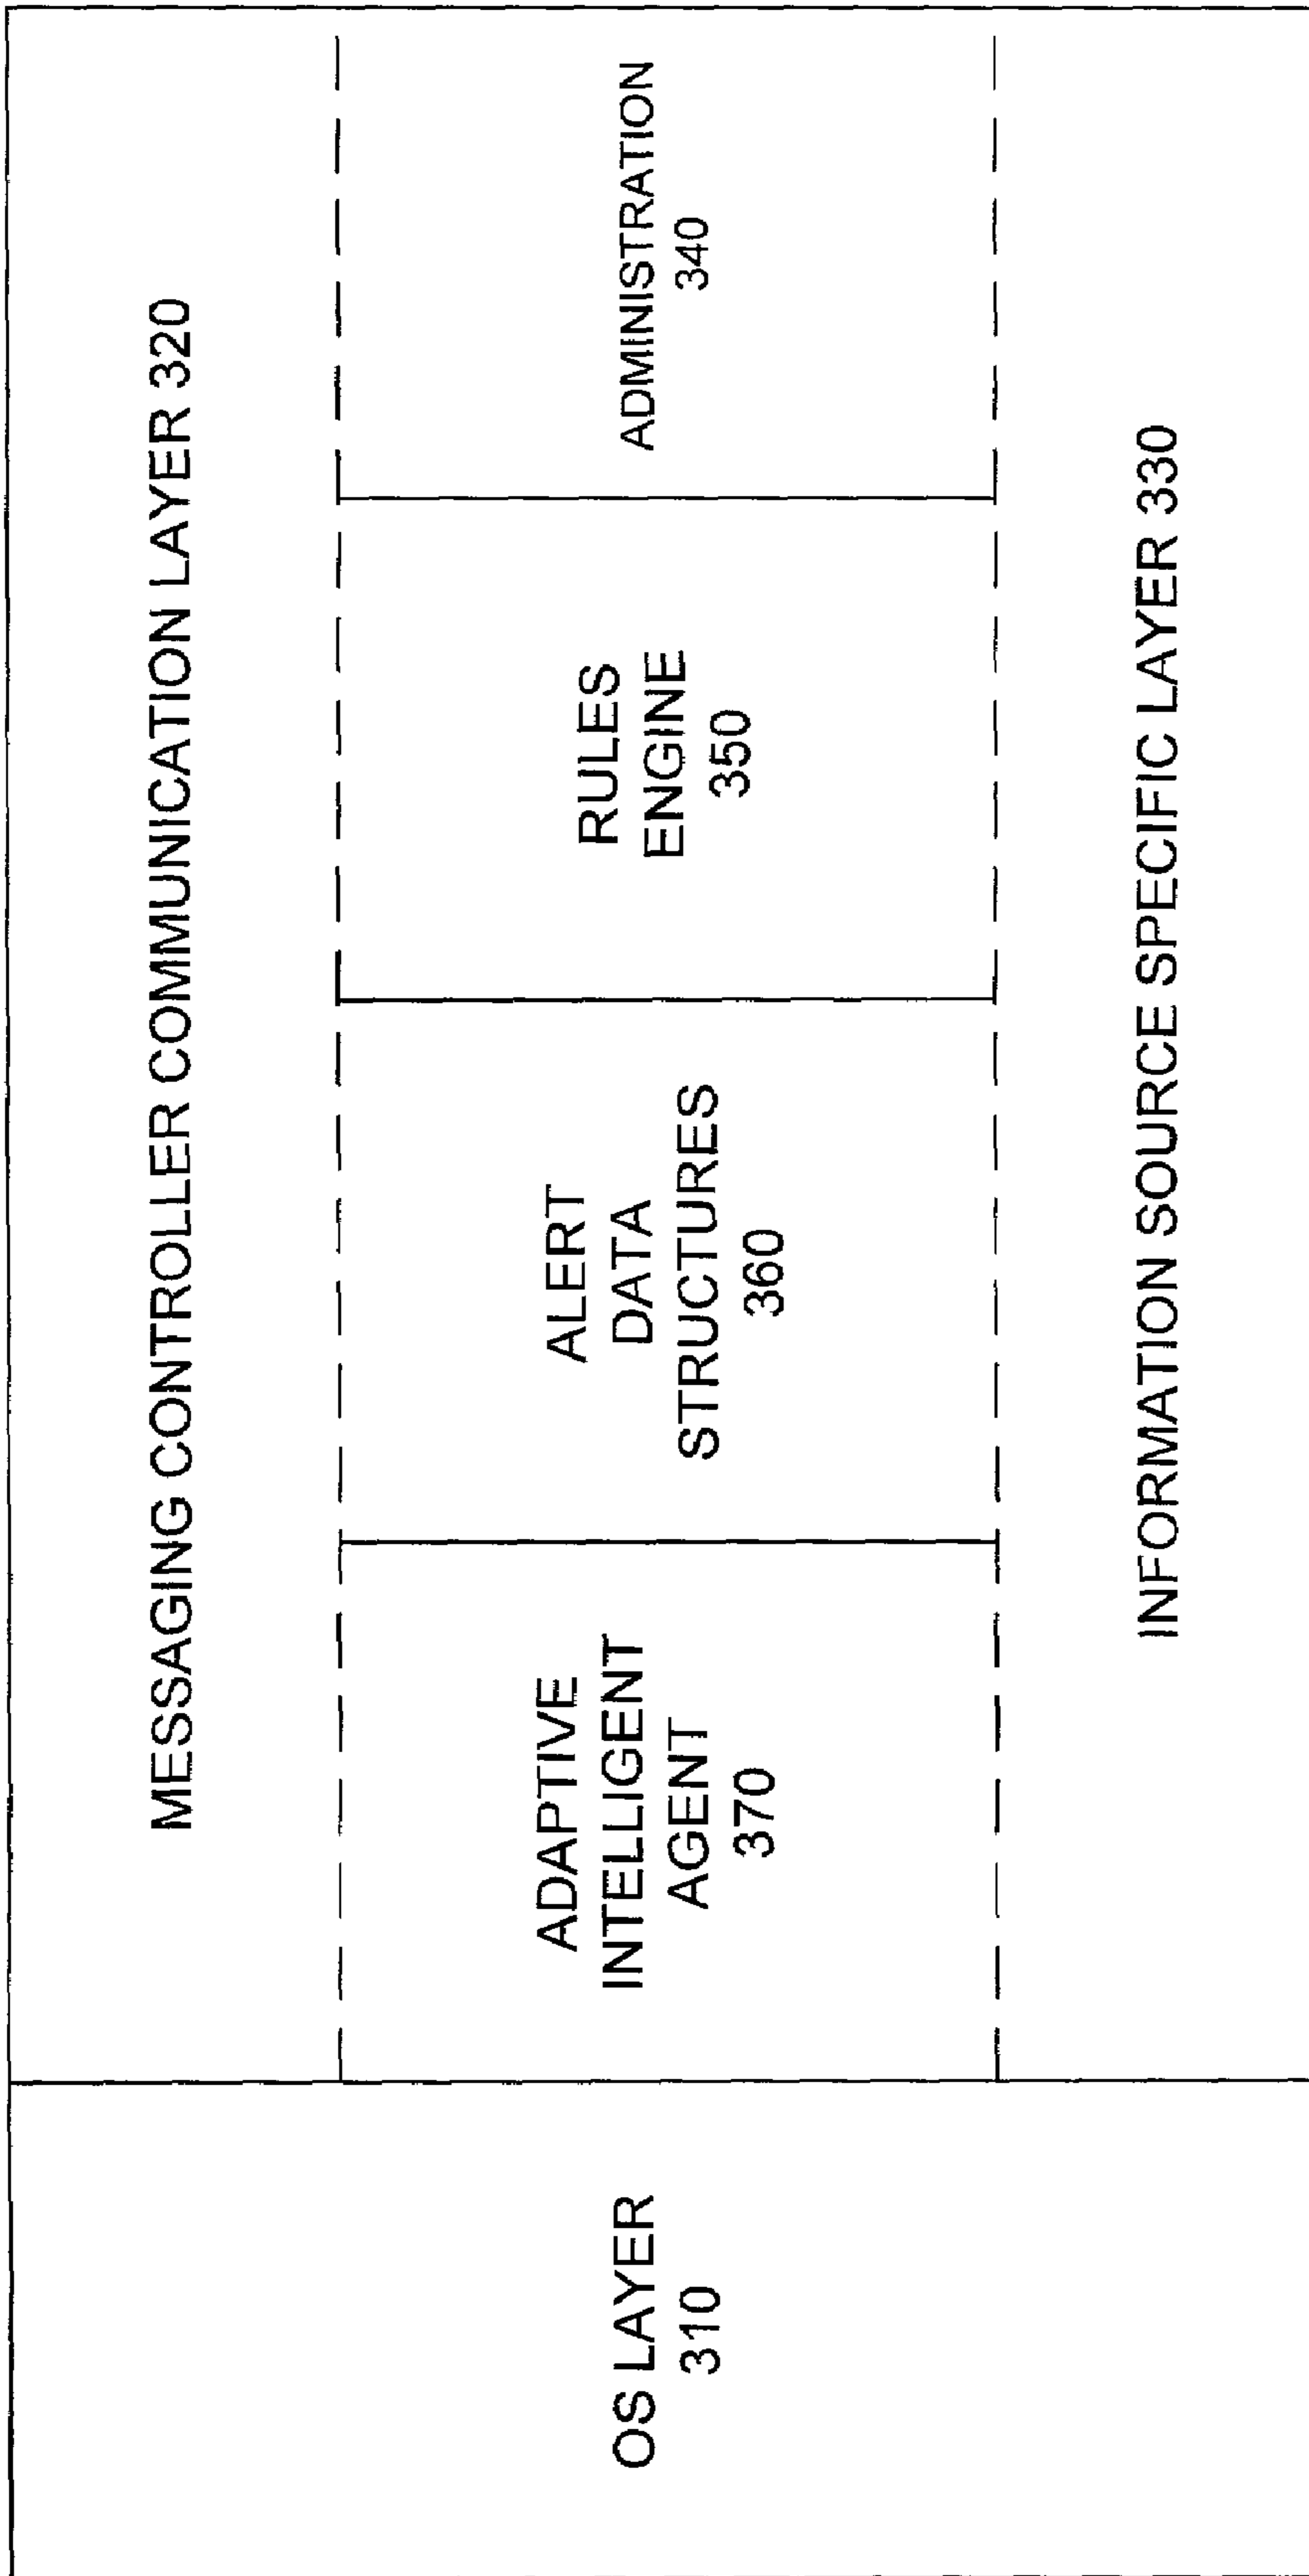 MESSAGING CONTROLLER COMMUNICATION LAYER 320
OS LAYER
310
ADAPTIVE
INTELLIGENT
AGENT
370
ALERT
DATA
STRUCTURES
360
RULES
ENGINE
350
ADMINISTRATION
340
INFORMATION SOURCE SPECIFIC LAYER 330